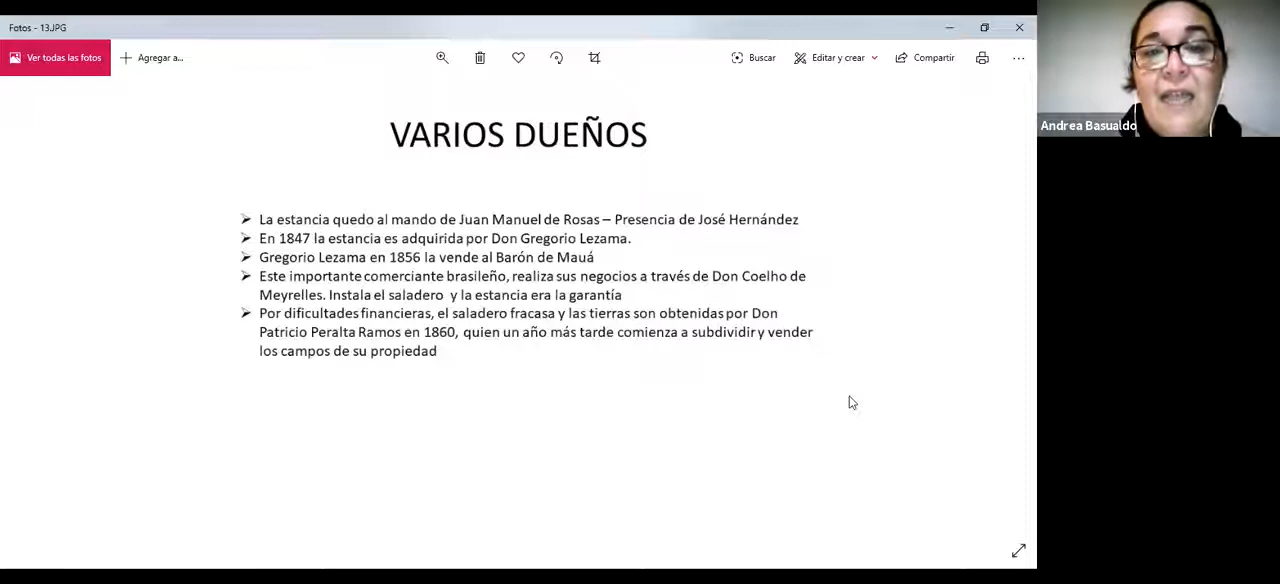 Fotos - 13.JPG
Ver todas las fotos
Agregar a...
Buscar
Editar y crear
Compartir
Andrea Basualdo
VARIOS DUEÑOS
➤ La estancia quedo al mando de Juan Manuel de Rosas – Presencia de José Hernández
➤ En 1847 la estancia es adquirida por Don Gregorio Lezama.
➤ Gregorio Lezama en 1856 la vende al Barón de Mauá
➤ Este importante comerciante brasileño, realiza sus negocios a través de Don Coelho de
Meyrelles. Instala el saladero y la estancia era la garantía
➤ Por dificultades financieras, el saladero fracasa y las tierras son obtenidas por Don
Patricio Peralta Ramos en 1860, quien un año más tarde comienza a subdividir y vender
los campos de su propiedad